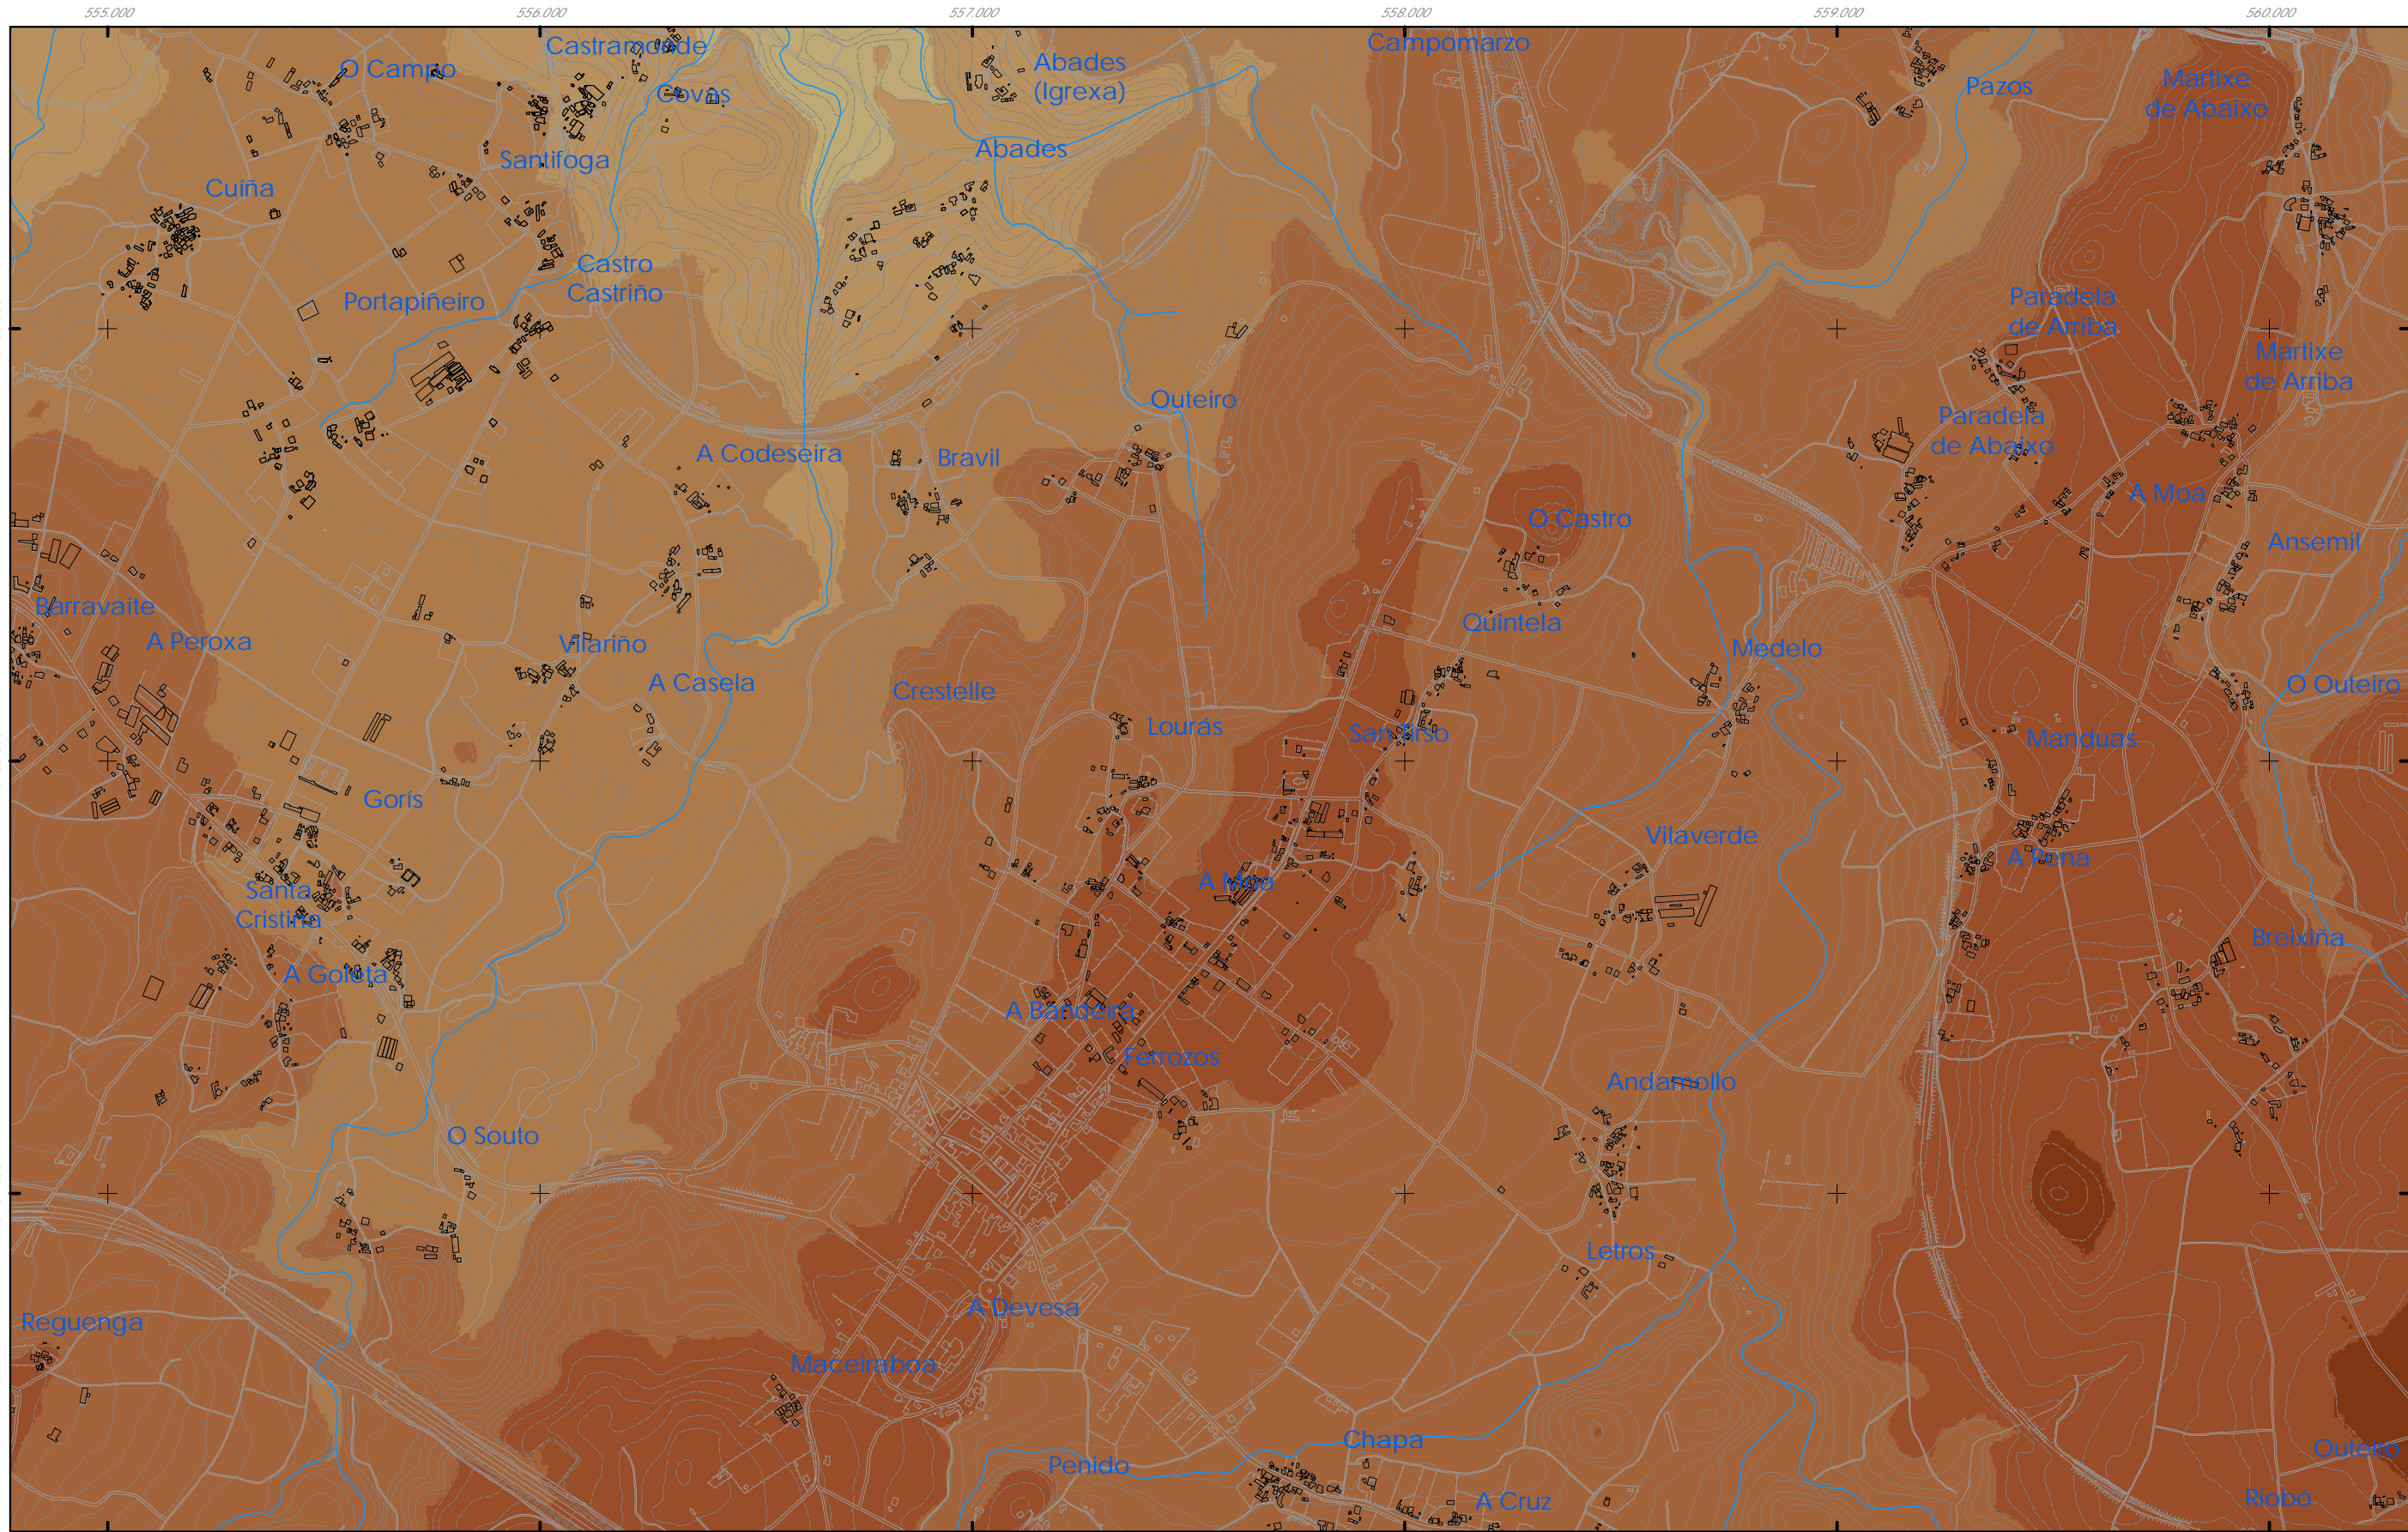 555.000
556.000
557.000
558.000
559.000
560.000
Castramonde
Campomarzo
O Campo
Abades
(Igrexa)
Covas
Pazos
Martixe
de Abaixo
Abades
Santifoga
Cuíña
Castro
Castriño
Portapiñeiro
Paradela
de Arriba
Martixe
de Arriba
Outeiro
Paradela
de Abaixo
A Codeseira
Bravil
A Moa
O Castro
Ansemil
Barravaite
A Peroxa
Quintela
Vilariño
Medelo
A Casela
Crestelle
O Outeiro
Lourás
San Tirso
Manduas
Gorís
Vilaverde
A Pena
A Moa
Santa
Cristina
Breixiña
A Goleta
A Bandeira
Ferrozos
Andamollo
O Souto
Letros
A Devesa
Reguenga
Maceiraboa
Chapa
Outeiro
Penido
A Cruz
Riobó